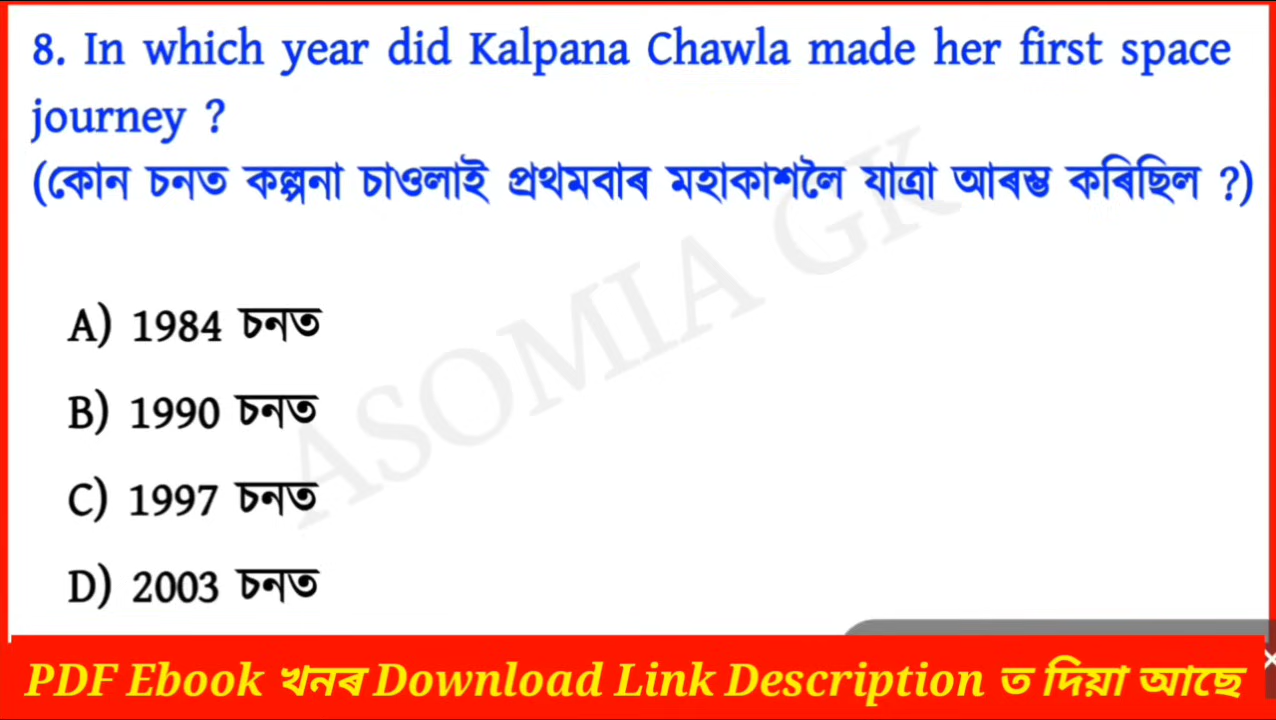 8. In which year did Kalpana Chawla made her first space
journey ?
(কোন চনত কল্পনা চাওলাই প্ৰথমবাৰ মহাকাশলৈ যাত্ৰা আৰম্ভ কৰিছিল ?)
ASOMIA GK
A) 1984 চনত
B) 1990 চনত
C) 1997 চনত
D) 2003 চনত
PDF Ebook খনৰ Download Link Description ত দিয়া আছে